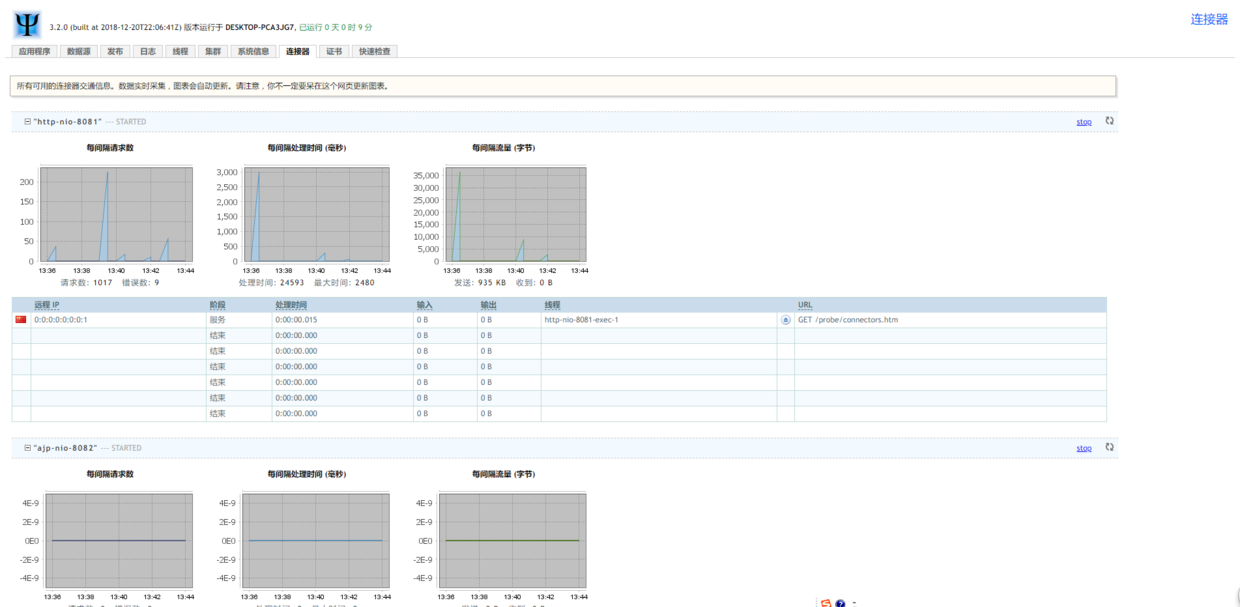 连接器
3.2.0 (built at 2018-12-20T22:06:41Z) 版本运行于 DESKTOP-PCA3JG7, 已运行 0 天 0 时 9 分
应用程序 数据源 发布 日志 线程 集群 系统信息 连接器 证书 快速检查
所有可用的连接器交通信息。数据实时采集，图表会自动更新。请注意，你不一定要呆在这个网页更新图表。
"http-nio-8081" --- STARTED stop
每间隔请求数 每间隔处理时间 (毫秒) 每间隔流量 (字节)
200 150 100 50 0
3,000 2,500 2,000 1,500 1,000 500 0
35,000 30,000 25,000 20,000 15,000 10,000 5,000 0
13:36 13:38 13:40 13:42 13:44 13:36 13:38 13:40 13:42 13:44 13:36 13:38 13:40 13:42 13:44
请求数: 1017 错误数: 9 处理时间: 24593 最大时间: 2480 发送: 935 KB 收到: 0 B
远程 IP 阶段 处理时间 输入 输出 线程 URL
0:0:0:0:0:0:0:1 服务 0:00:00.015 0 B 0 B http-nio-8081-exec-1 GET /probe/connectors.htm
结束 0:00:00.000 0 B 0 B
结束 0:00:00.000 0 B 0 B
结束 0:00:00.000 0 B 0 B
结束 0:00:00.000 0 B 0 B
结束 0:00:00.000 0 B 0 B
结束 0:00:00.000 0 B 0 B
"ajp-nio-8082" --- STARTED stop
每间隔请求数 每间隔处理时间 (毫秒) 每间隔流量 (字节)
4E-9 2E-9 0E0 -2E-9 -4E-9
4E-9 2E-9 0E0 -2E-9 -4E-9
4E-9 2E-9 0E0 -2E-9 -4E-9
13:36 13:38 13:40 13:42 13:44 13:36 13:38 13:40 13:42 13:44 13:36 13:38 13:40 13:42 13:44